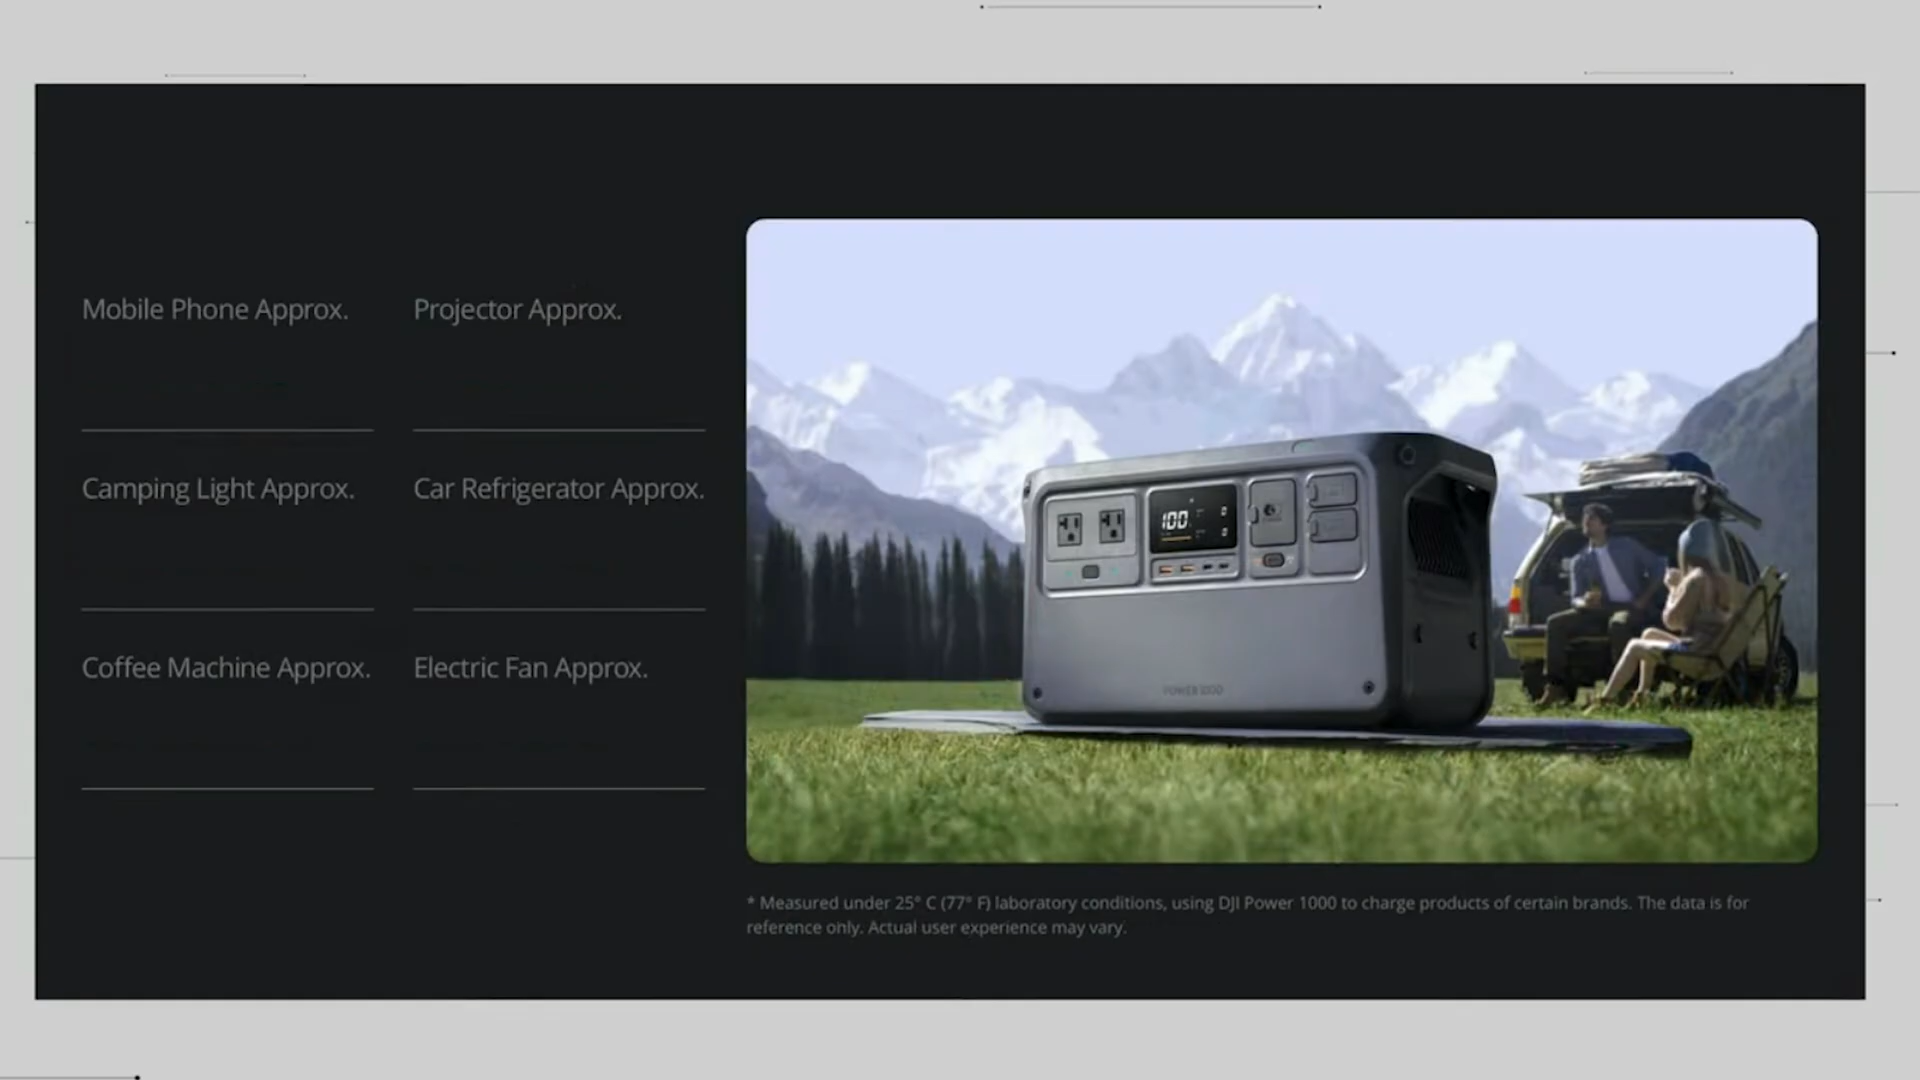 Mobile Phone Approx.
Projector Approx.
Camping Light Approx.
Car Refrigerator Approx.
Coffee Machine Approx.
Electric Fan Approx.
100
POWER 1000
* Measured under 25° C (77° F) laboratory conditions, using DJI Power 1000 to charge products of certain brands. The data is for
reference only. Actual user experience may vary.